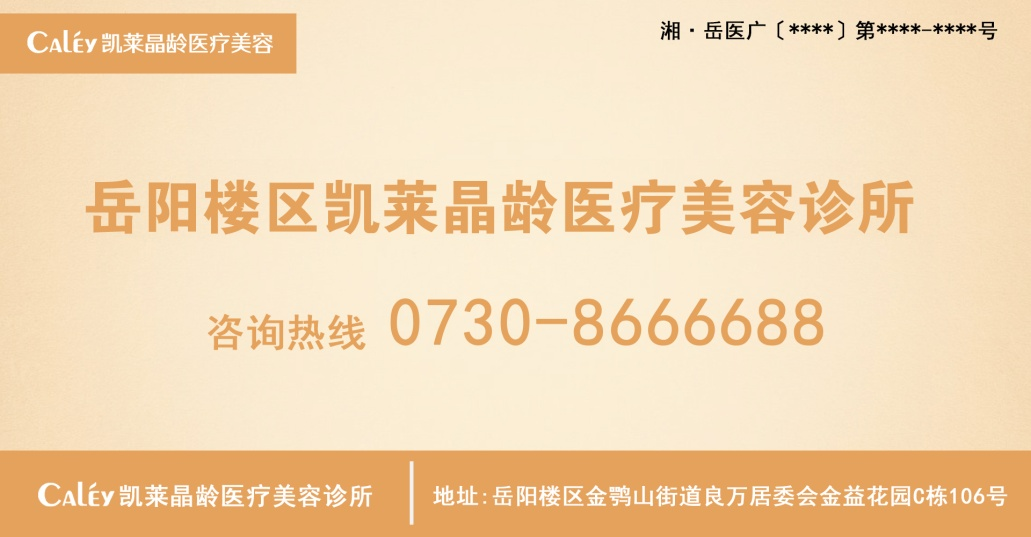 Caléy 凯莱晶龄医疗美容
湘·岳医广〔****〕第****-****号
岳阳楼区凯莱晶龄医疗美容诊所
咨询热线 0730-8666688
Caléy 凯莱晶龄医疗美容诊所
地址:岳阳楼区金鹗山街道良万居委会金益花园C栋106号